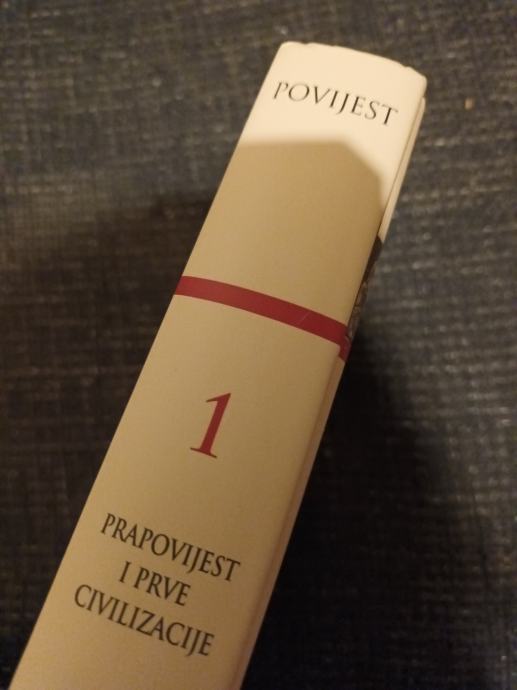 POVIJEST
1
PRAPOVIJEST
I PRVE
CIVILIZACIJE